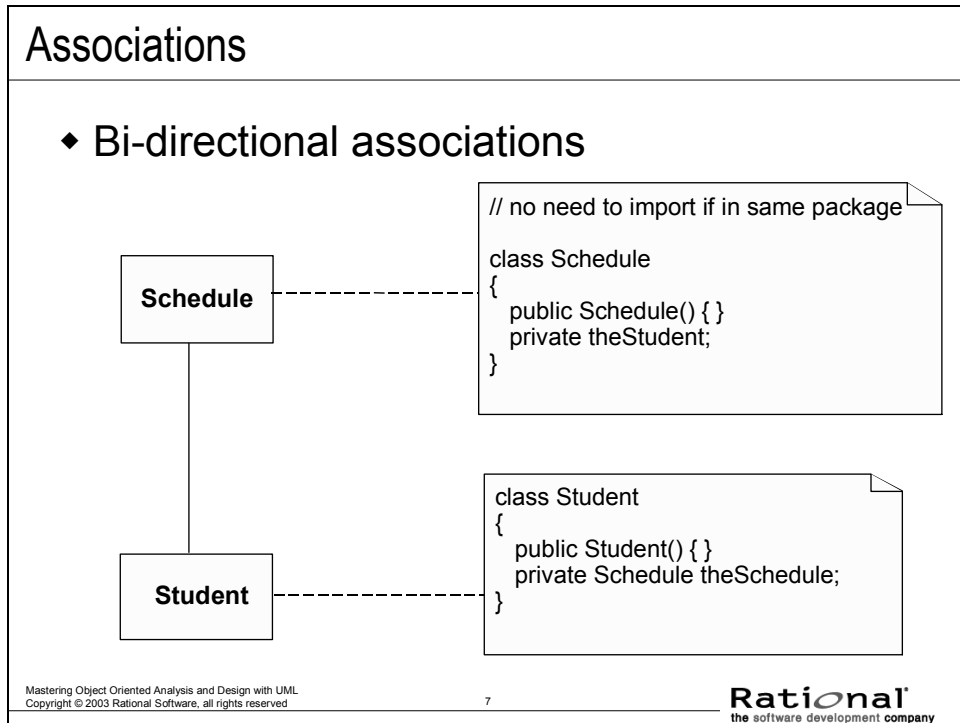 Associations
◆ Bi-directional associations
// no need to import if in same package
class Schedule
{
public Schedule() { }
private theStudent;
}
Schedule
class Student
{
public Student() { }
private Schedule theSchedule;
}
Student
Mastering Object Oriented Analysis and Design with UML
Copyright © 2003 Rational Software, all rights reserved
7
Rational
the software development company